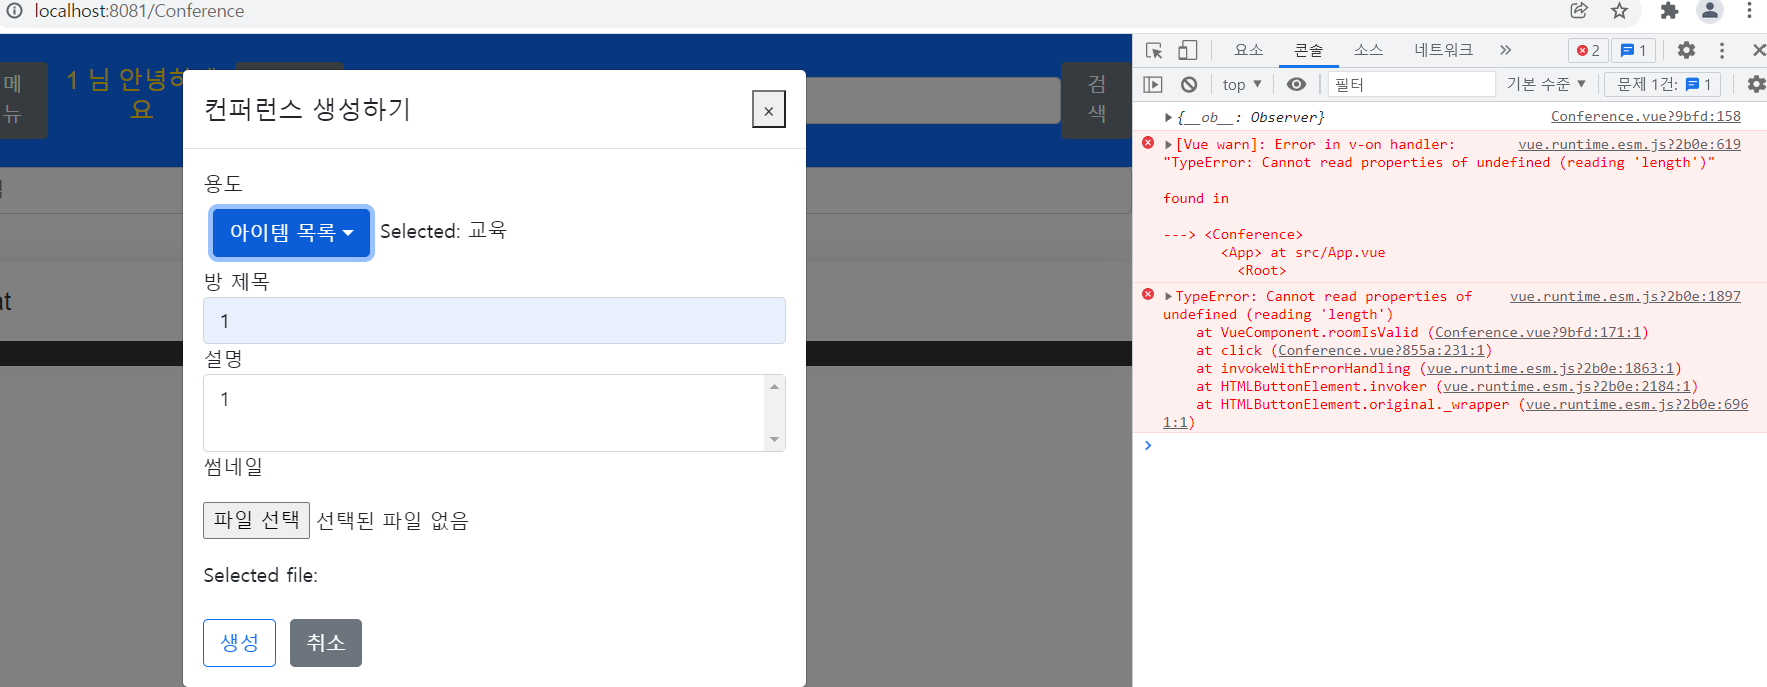 localhost:8081/Conference
메
뉴
1 님 안녕하
요
검
색
컨퍼런스 생성하기
×
용도
아이템 목록
Selected: 교육
방 제목
1
설명
1
썸네일
파일 선택 선택된 파일 없음
Selected file:
생성
취소
at
요소
콘솔
소스
네트워크
»
2
1
top
필터
기본 수준
문제 1건:
1
{__ob__: Observer}
Conference.vue?9bfd:158
[Vue warn]: Error in v-on handler:
vue.runtime.esm.js?2b0e:619
"TypeError: Cannot read properties of undefined (reading 'length')"
found in
---> <Conference>
<App> at src/App.vue
<Root>
TypeError: Cannot read properties of
vue.runtime.esm.js?2b0e:1897
undefined (reading 'length')
at VueComponent.roomIsValid (Conference.vue?9bfd:171:1)
at click (Conference.vue?855a:231:1)
at invokeWithErrorHandling (vue.runtime.esm.js?2b0e:1863:1)
at HTMLButtonElement.invoker (vue.runtime.esm.js?2b0e:2184:1)
at HTMLButtonElement.original._wrapper (vue.runtime.esm.js?2b0e:696
1:1)